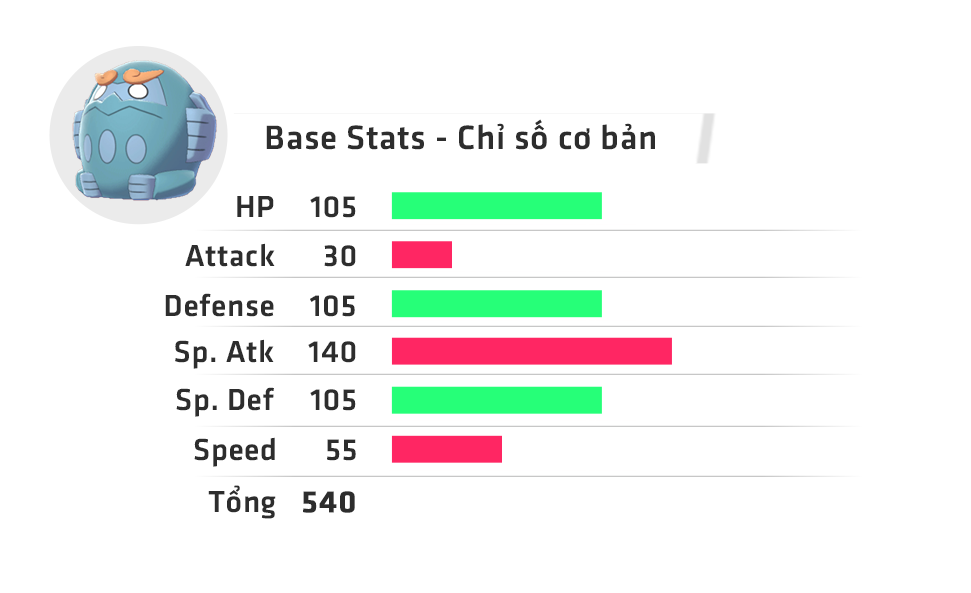 Base Stats - Chỉ số cơ bản
HP 105
Attack 30
Defense 105
Sp. Atk 140
Sp. Def 105
Speed 55
Tổng 540